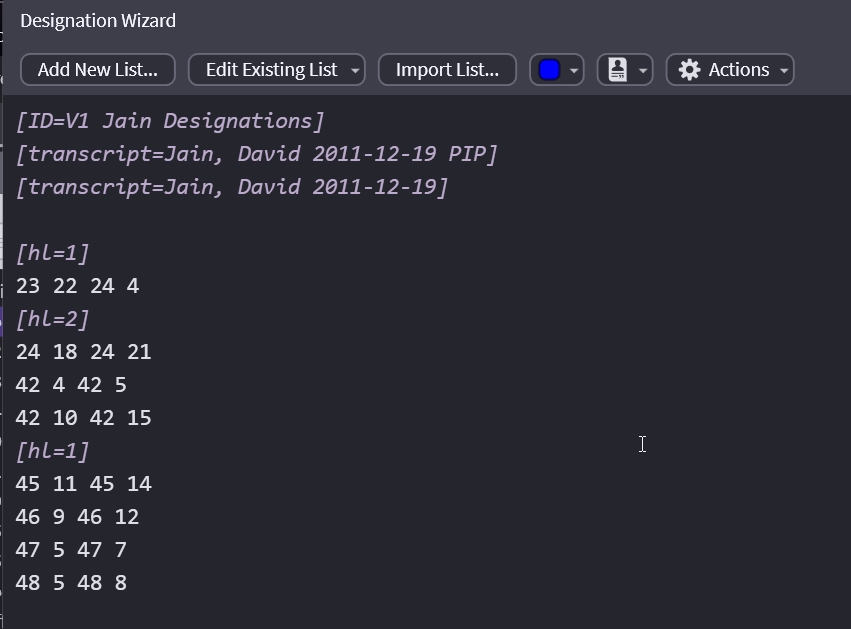 Designation Wizard
Add New List... Edit Existing List Import List... Actions
[ID=V1 Jain Designations]
[transcript=Jain, David 2011-12-19 PIP]
[transcript=Jain, David 2011-12-19]
[hl=1]
23 22 24 4
[hl=2]
24 18 24 21
42 4 42 5
42 10 42 15
[hl=1]
45 11 45 14
46 9 46 12
47 5 47 7
48 5 48 8